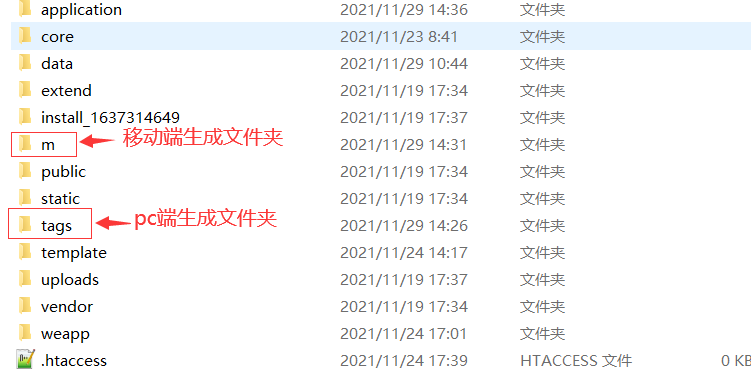 application 2021/11/29 14:36 文件夹
core 2021/11/23 8:41 文件夹
data 2021/11/29 10:44 文件夹
extend 2021/11/19 17:34 文件夹
install_1637314649 2021/11/19 17:37 文件夹
m 移动端生成文件夹 2021/11/29 14:31 文件夹
public 2021/11/19 17:34 文件夹
static 2021/11/19 17:34 文件夹
tags pc端生成文件夹 2021/11/29 14:26 文件夹
template 2021/11/24 14:17 文件夹
uploads 2021/11/19 17:37 文件夹
vendor 2021/11/19 17:34 文件夹
weapp 2021/11/24 17:01 文件夹
.htaccess 2021/11/24 17:39 HTACCESS 文件 0 KB